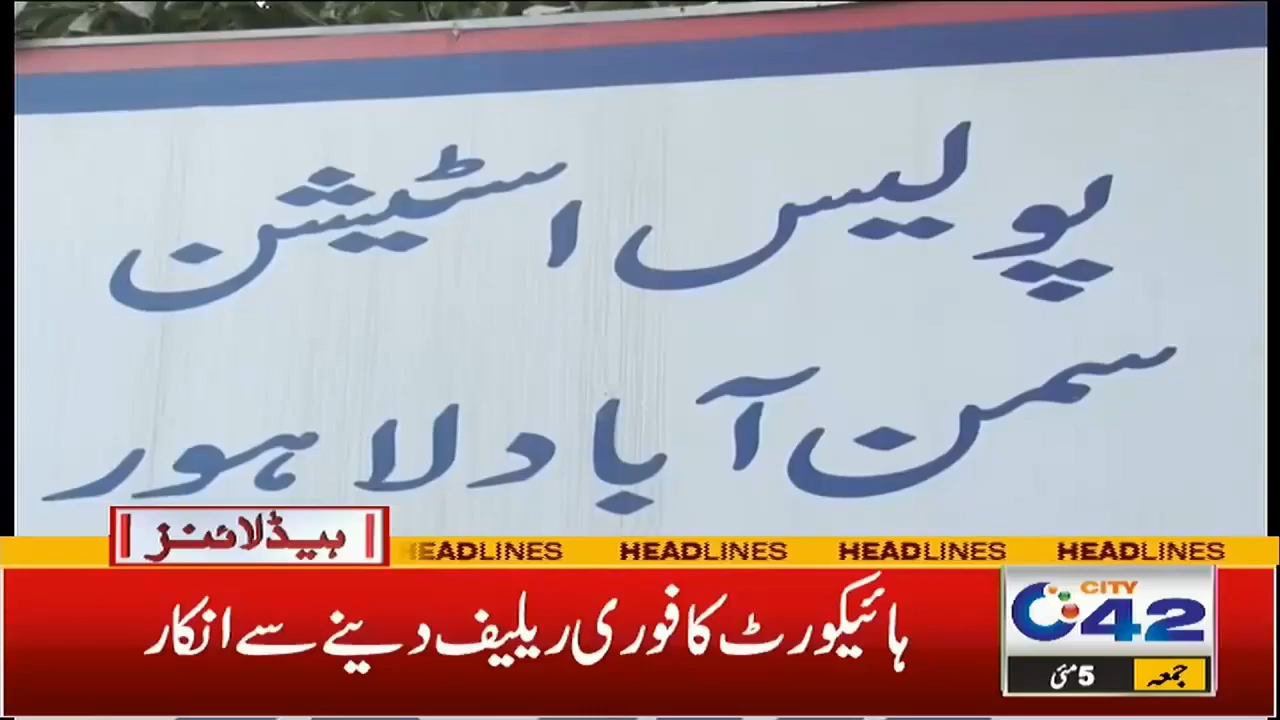 پولیس اسٹیشن
سمن آباد لاہور
ہیڈلائنز
HEADLINES HEADLINES HEADLINES HEADLINES
ہائیکورٹ کا فوری ریلیف دینے سے انکار
CITY
42
جمعہ 5 مئی